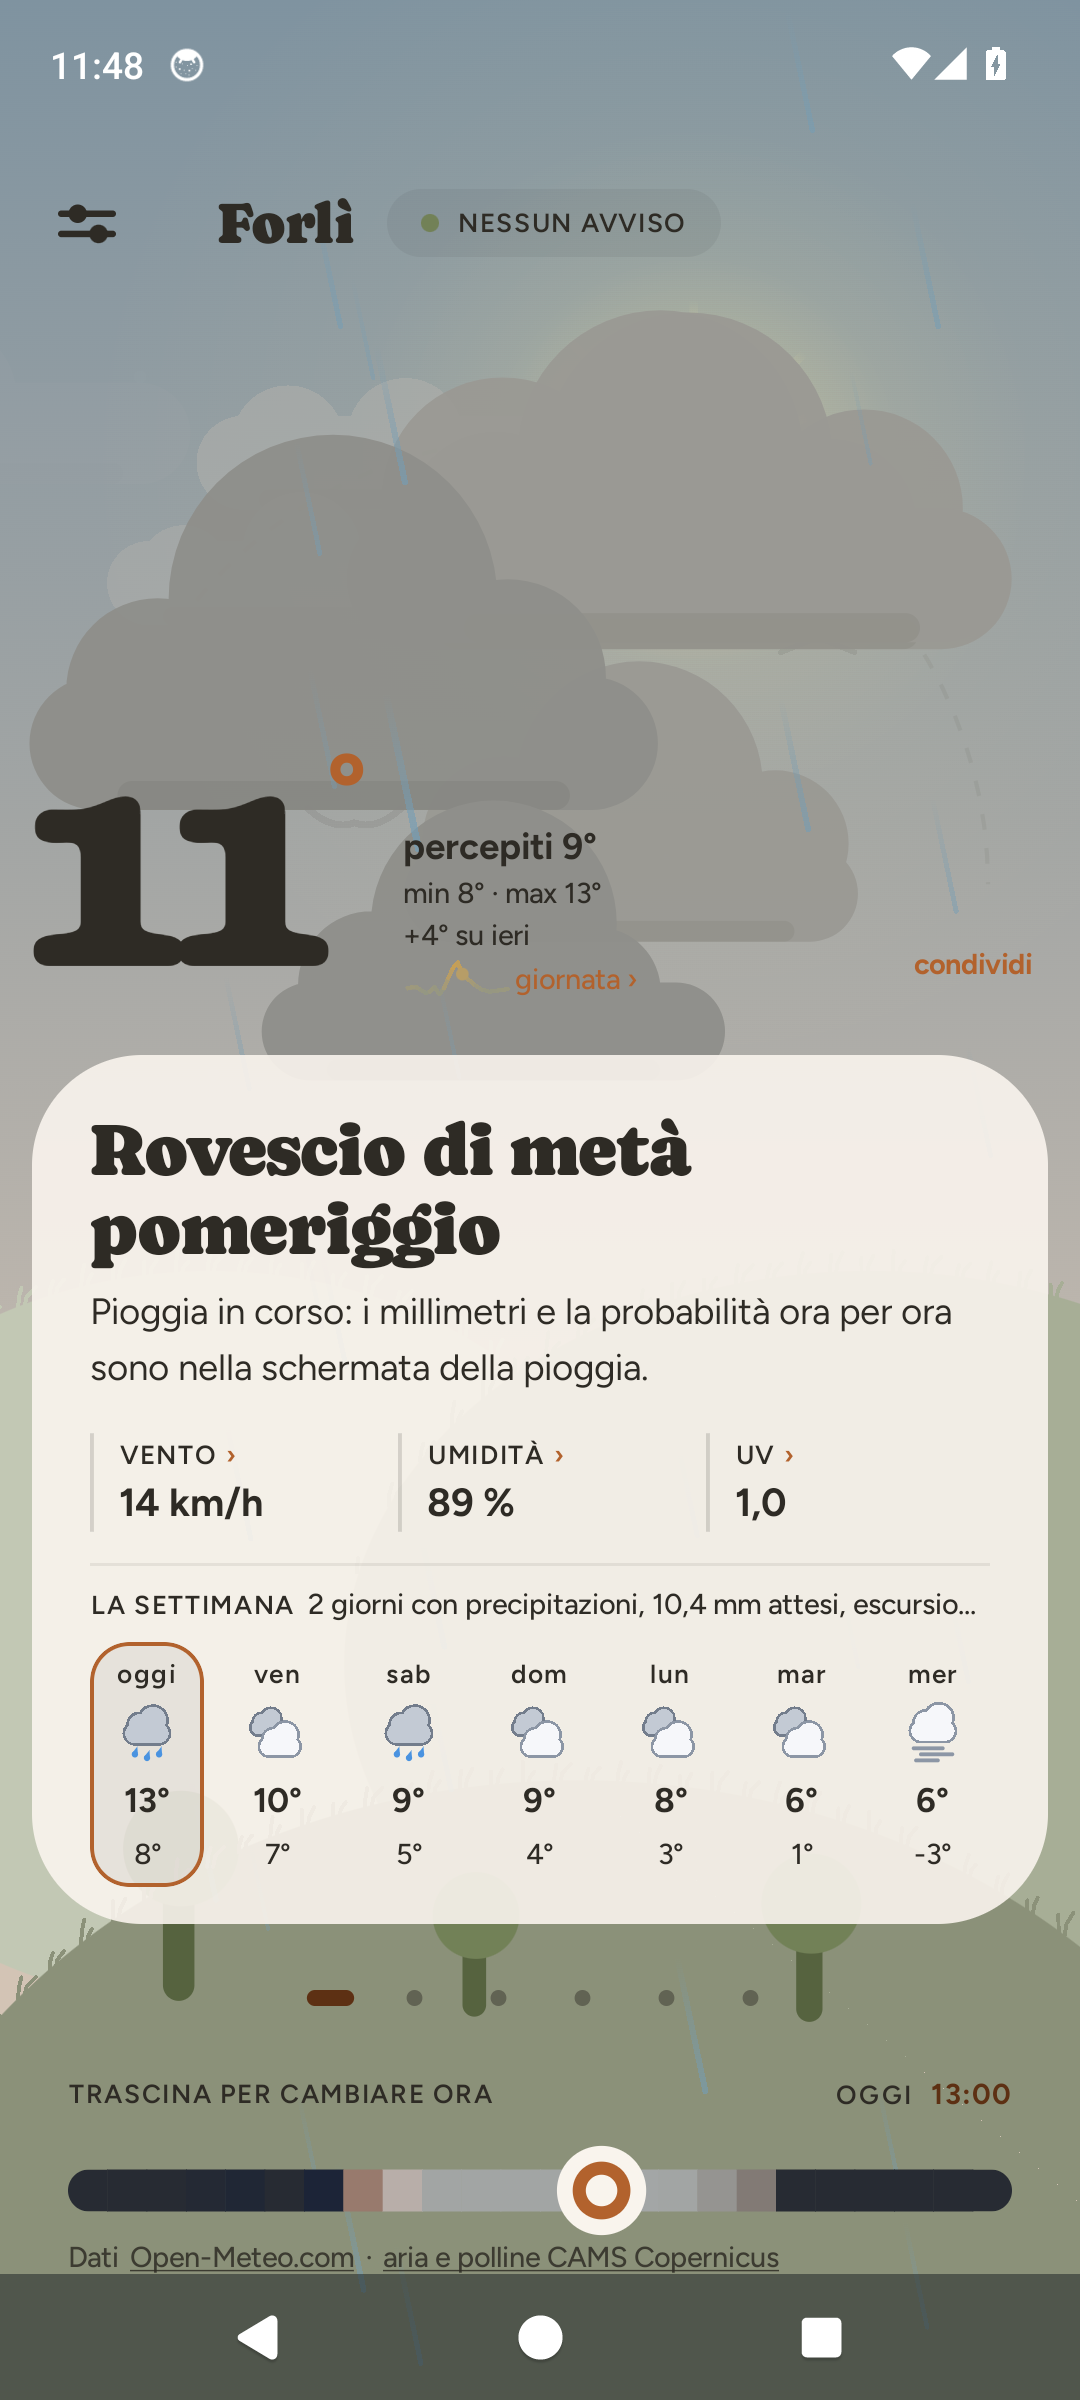 11:48
Forlì
NESSUN AVVISO
11°
percepiti 9°
min 8° · max 13°
+4° su ieri
giornata ›
condividi
Rovescio di metà
pomeriggio
Pioggia in corso: i millimetri e la probabilità ora per ora
sono nella schermata della pioggia.
VENTO › UMIDITÀ › UV ›
14 km/h 89 % 1,0
LA SETTIMANA 2 giorni con precipitazioni, 10,4 mm attesi, escursio...
oggi ven sab dom lun mar mer
13° 10° 9° 9° 8° 6° 6°
8° 7° 5° 4° 3° 1° -3°
TRASCINA PER CAMBIARE ORA OGGI 13:00
Dati Open-Meteo.com · aria e polline CAMS Copernicus